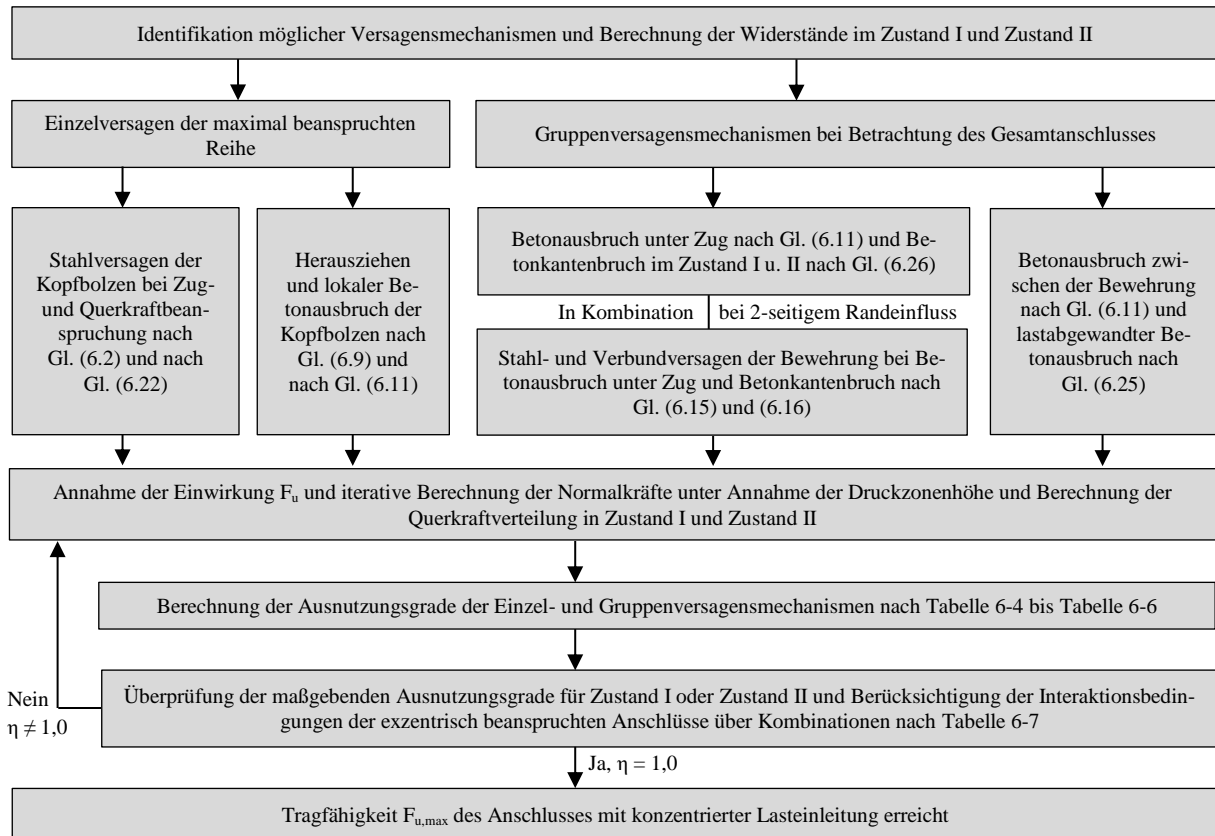 Identifikation möglicher Versagensmechanismen und Berechnung der Widerstände im Zustand I und Zustand II
Einzelversagen der maximal beanspruchten
Reihe
Gruppenversagensmechanismen bei Betrachtung des Gesamtanschlusses
Stahlversagen der
Kopfbolzen bei Zug-
und Querkraftbean-
spruchung nach
Gl. (6.2) und nach
Gl. (6.22)
Herausziehen
und lokaler Be-
tonausbruch der
Kopfbolzen nach
Gl. (6.9) und
nach Gl. (6.11)
Betonausbruch unter Zug nach Gl. (6.11) und Be-
tonkantenbruch im Zustand I u. II nach Gl. (6.26)
In Kombination bei 2-seitigem Randeinfluss
Stahl- und Verbundversagen der Bewehrung bei Be-
tonausbruch unter Zug und Betonkantenbruch nach
Gl. (6.15) und (6.16)
Betonausbruch zwi-
schen der Bewehrung
nach Gl. (6.11) und
lastabgewandter Be-
tonausbruch nach
Gl. (6.25)
Annahme der Einwirkung Fu und iterative Berechnung der Normalkräfte unter Annahme der Druckzonenhöhe und Berechnung der
Querkraftverteilung in Zustand I und Zustand II
Berechnung der Ausnutzungsgrade der Einzel- und Gruppenversagensmechanismen nach Tabelle 6-4 bis Tabelle 6-6
Nein
η ≠ 1,0
Überprüfung der maßgebenden Ausnutzungsgrade für Zustand I oder Zustand II und Berücksichtigung der Interaktionsbedin-
gungen der exzentrisch beanspruchten Anschlüsse über Kombinationen nach Tabelle 6-7
Ja, η = 1,0
Tragfähigkeit Fu,max des Anschlusses mit konzentrierter Lasteinleitung erreicht